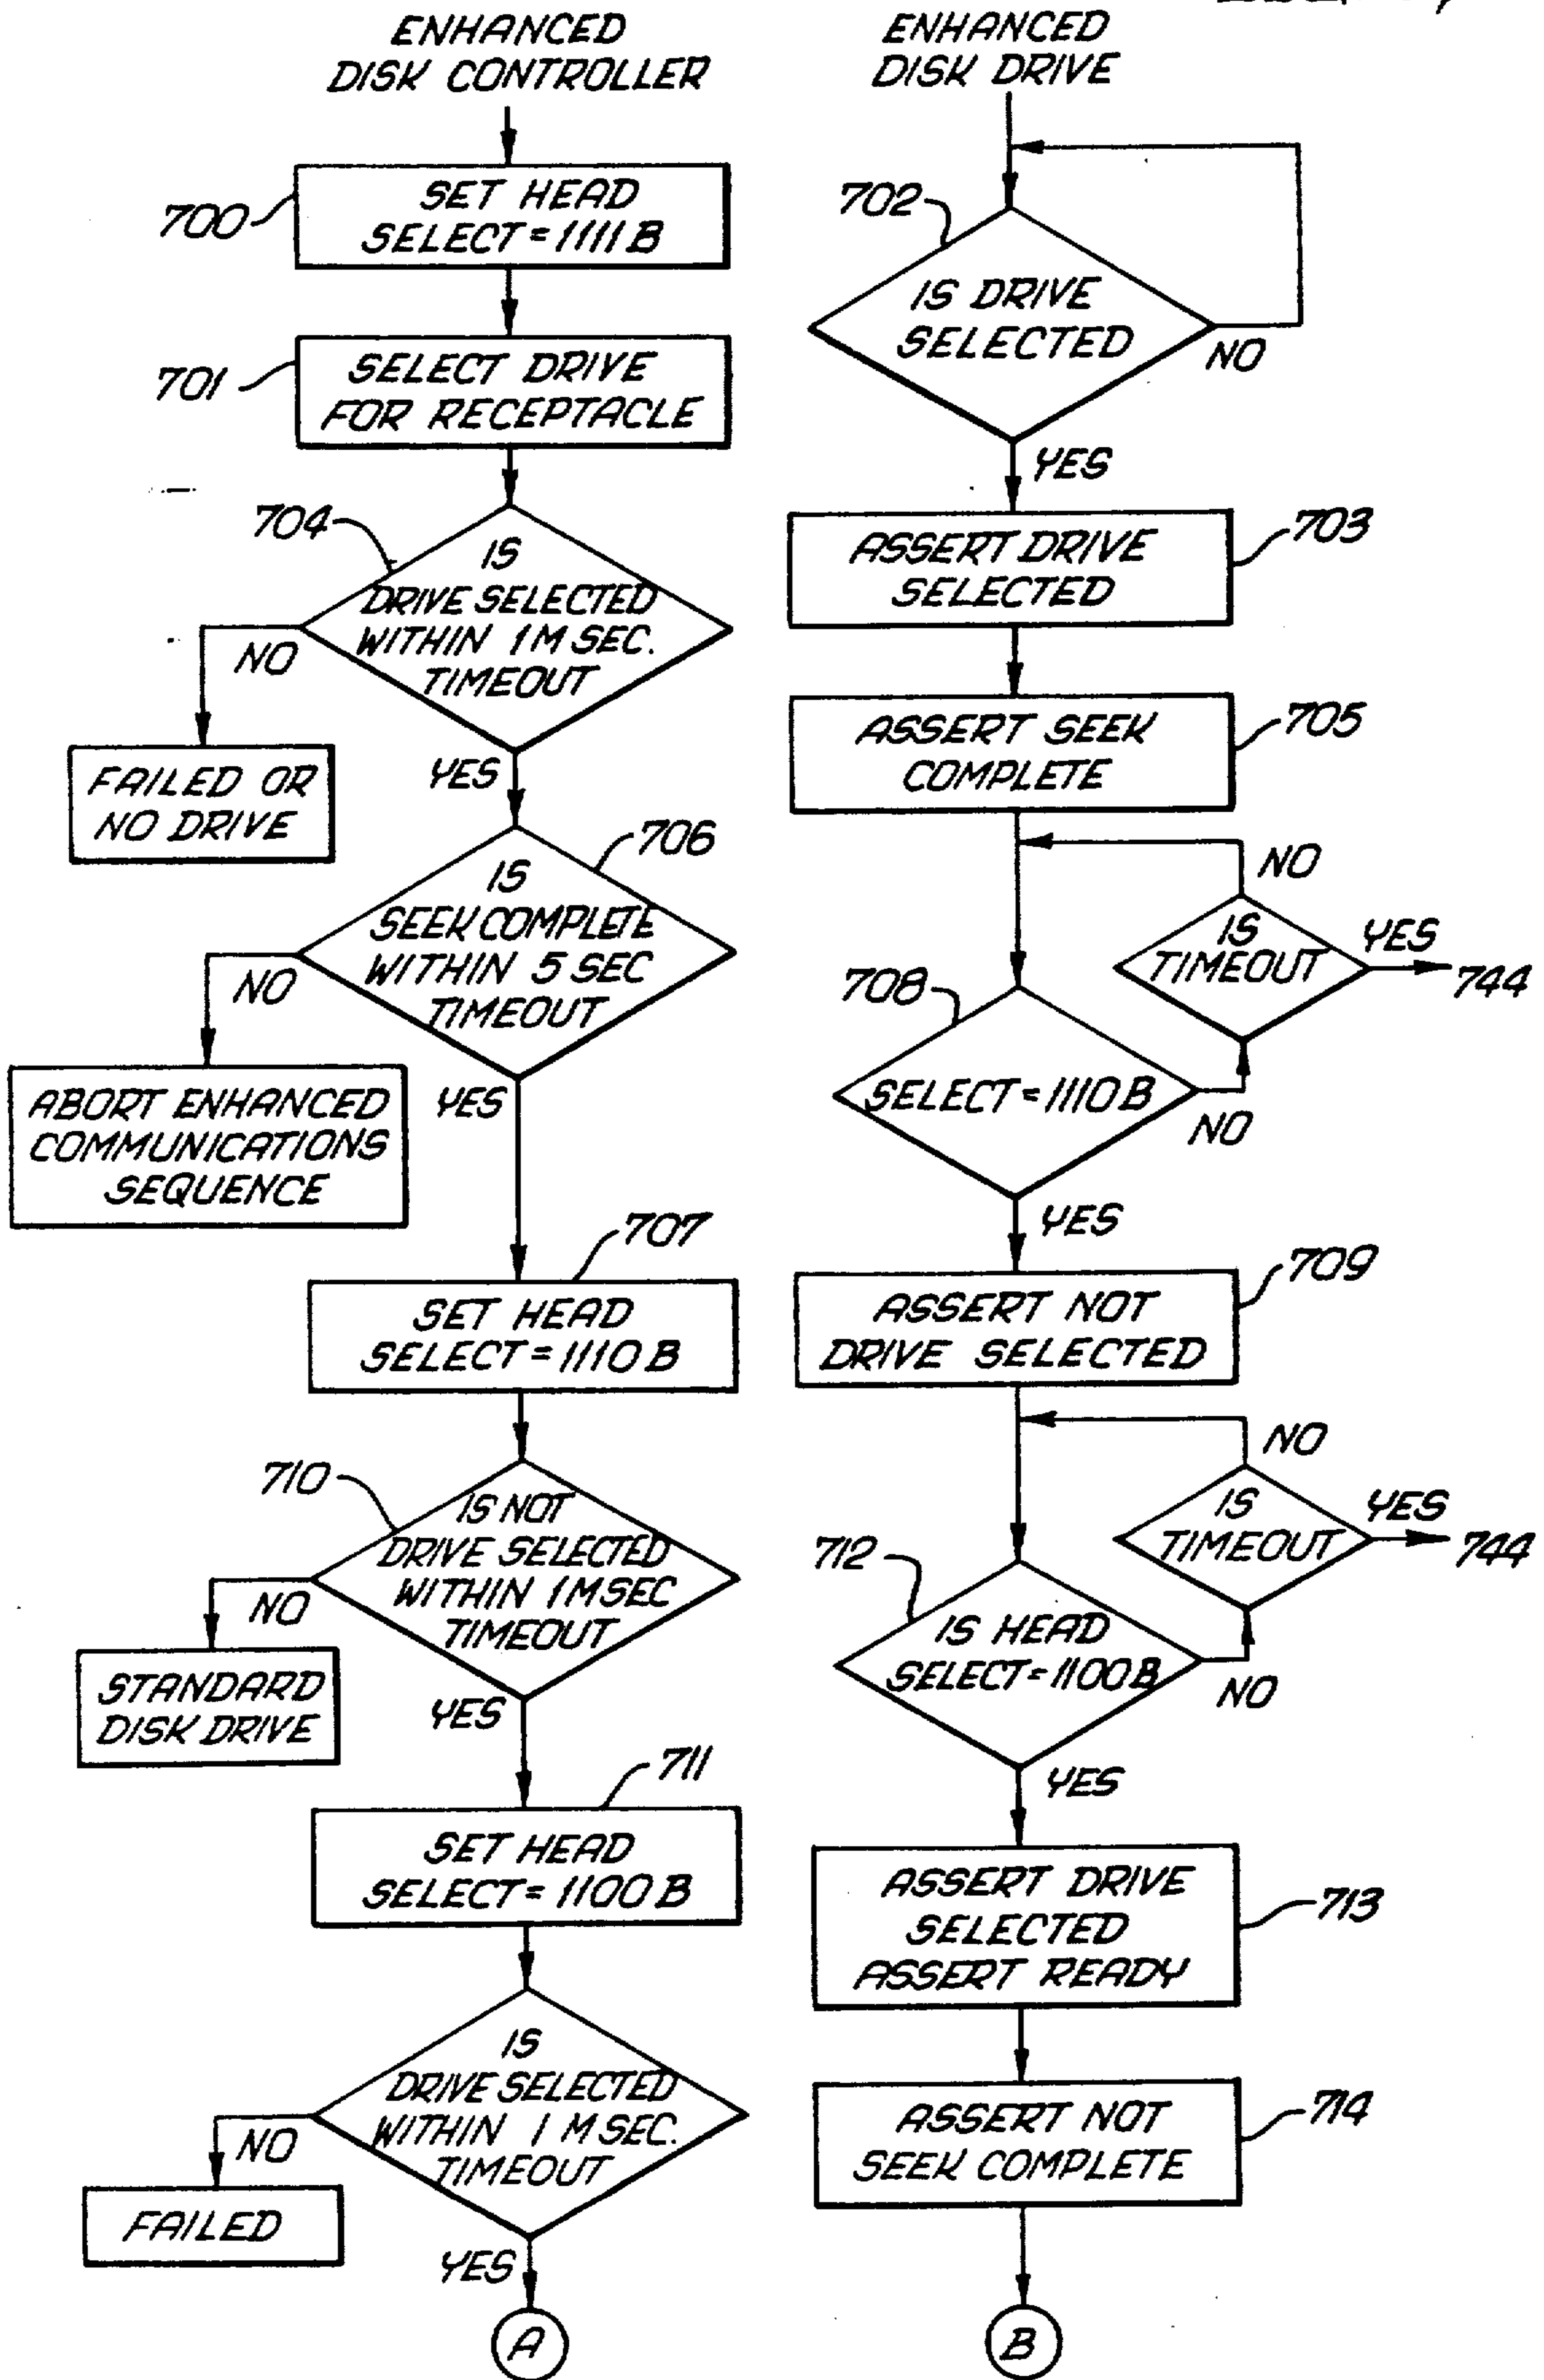 ENHANCED
DISK CONTROLLER
700
SET HEAD
SELECT = 1111 B
701
SELECT DRIVE
FOR RECEPTACLE
704
IS
DRIVE SELECTED
WITHIN 1 M SEC.
TIMEOUT
NO
FAILED OR
NO DRIVE
YES
706
IS
SEEK COMPLETE
WITHIN 5 SEC
TIMEOUT
NO
ABORT ENHANCED
COMMUNICATIONS
SEQUENCE
YES
707
SET HEAD
SELECT = 1110 B
710
IS NOT
DRIVE SELECTED
WITHIN 1 MSEC
TIMEOUT
NO
STANDARD
DISK DRIVE
YES
711
SET HEAD
SELECT = 1100 B
IS
DRIVE SELECTED
WITHIN 1 M SEC.
TIMEOUT
NO
FAILED
YES
A
ENHANCED
DISK DRIVE
702
IS DRIVE
SELECTED
NO
YES
703
ASSERT DRIVE
SELECTED
705
ASSERT SEEK
COMPLETE
NO
IS
TIMEOUT
YES
744
708
SELECT = 1110 B
NO
YES
709
ASSERT NOT
DRIVE SELECTED
NO
IS
TIMEOUT
YES
744
712
IS HEAD
SELECT = 1100 B
NO
YES
713
ASSERT DRIVE
SELECTED
ASSERT READY
714
ASSERT NOT
SEEK COMPLETE
B